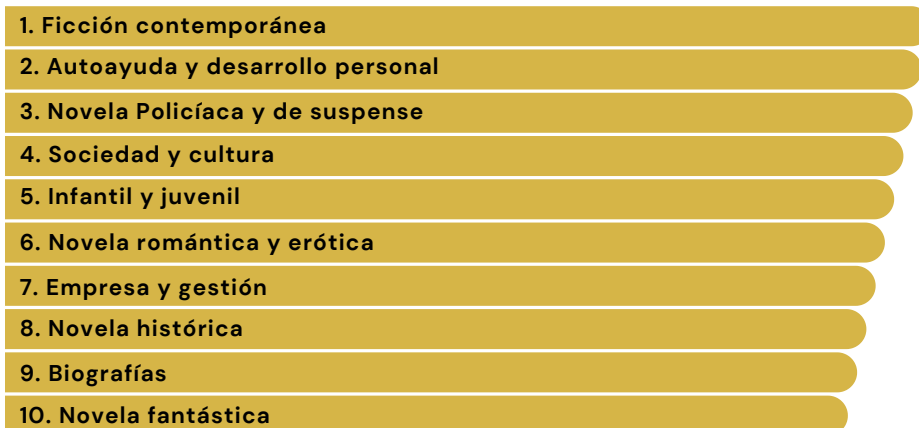 1. Ficción contemporánea
2. Autoayuda y desarrollo personal
3. Novela Policíaca y de suspense
4. Sociedad y cultura
5. Infantil y juvenil
6. Novela romántica y erótica
7. Empresa y gestión
8. Novela histórica
9. Biografías
10. Novela fantástica